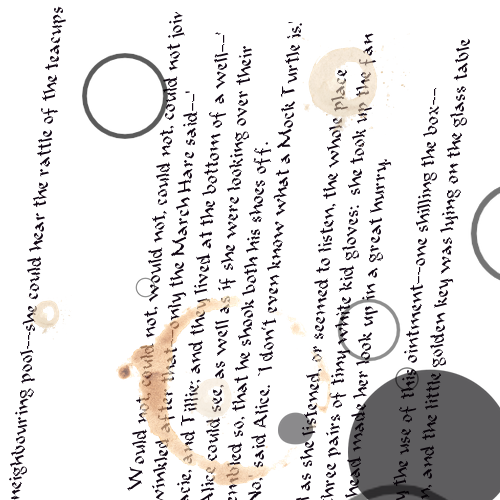 neighbouring pool---she could hear the rattle of the teacups
Would not, could not, would not, could not, could not join
winkled after that---only the March Hare said---'
acie, and Tillie; and they lived at the bottom of a well---'
Alice could see, as well as if she were looking over their
embled so, that he shook both his shoes off.
No,' said Alice. 'I don't even know what a Mock Turtle is.'
as she listened, or seemed to listen, the whole place
three pairs of tiny white kid gloves: she took up the fan
head made her look up in a great hurry.
the use of this ointment---one shilling the box---
, and the little golden key was lying on the glass table